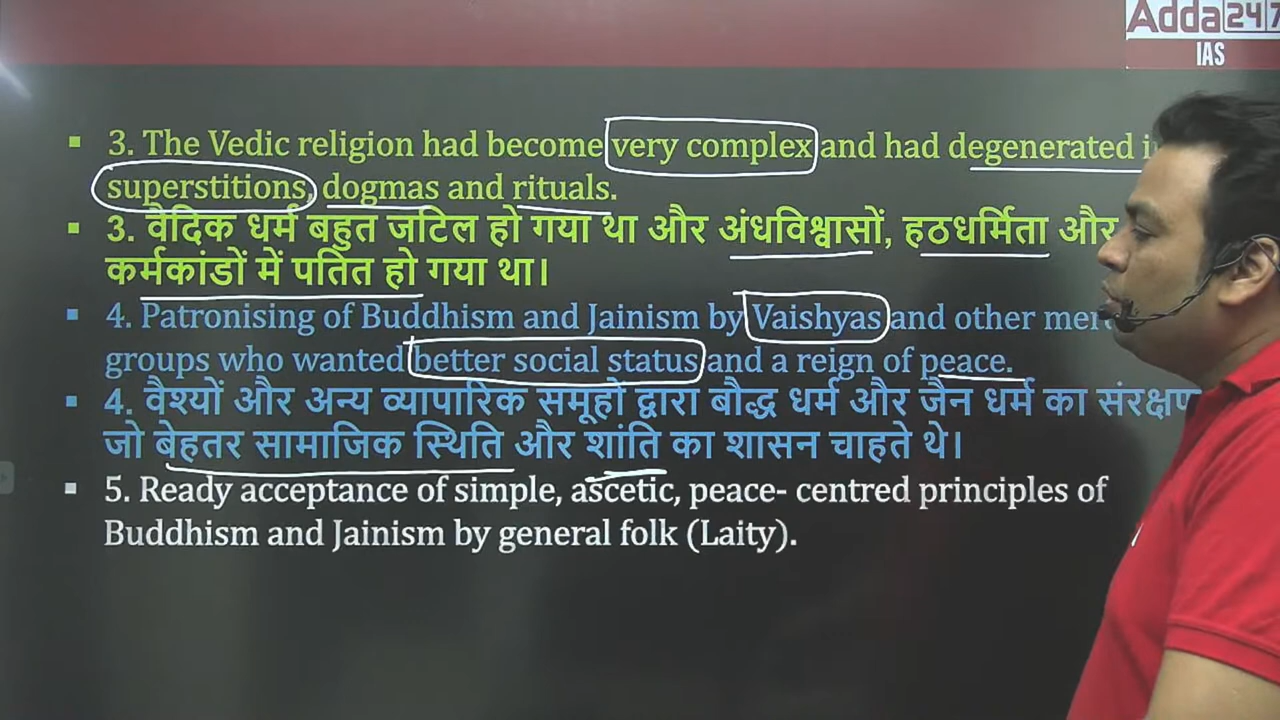 Adda247
IAS
3. The Vedic religion had become very complex and had degenerated
superstitions, dogmas and rituals.
3. वैदिक धर्म बहुत जटिल हो गया था और अंधविश्वासों, हठधर्मिता और
कर्मकांडों में पतित हो गया था।
4. Patronising of Buddhism and Jainism by Vaishyas and other
groups who wanted better social status and a reign of peace.
4. वैश्यों और अन्य व्यापारिक समूहों द्वारा बौद्ध धर्म और जैन धर्म का संरक्षण
जो बेहतर सामाजिक स्थिति और शांति का शासन चाहते थे।
5. Ready acceptance of simple, ascetic, peace- centred principles of
Buddhism and Jainism by general folk (Laity).